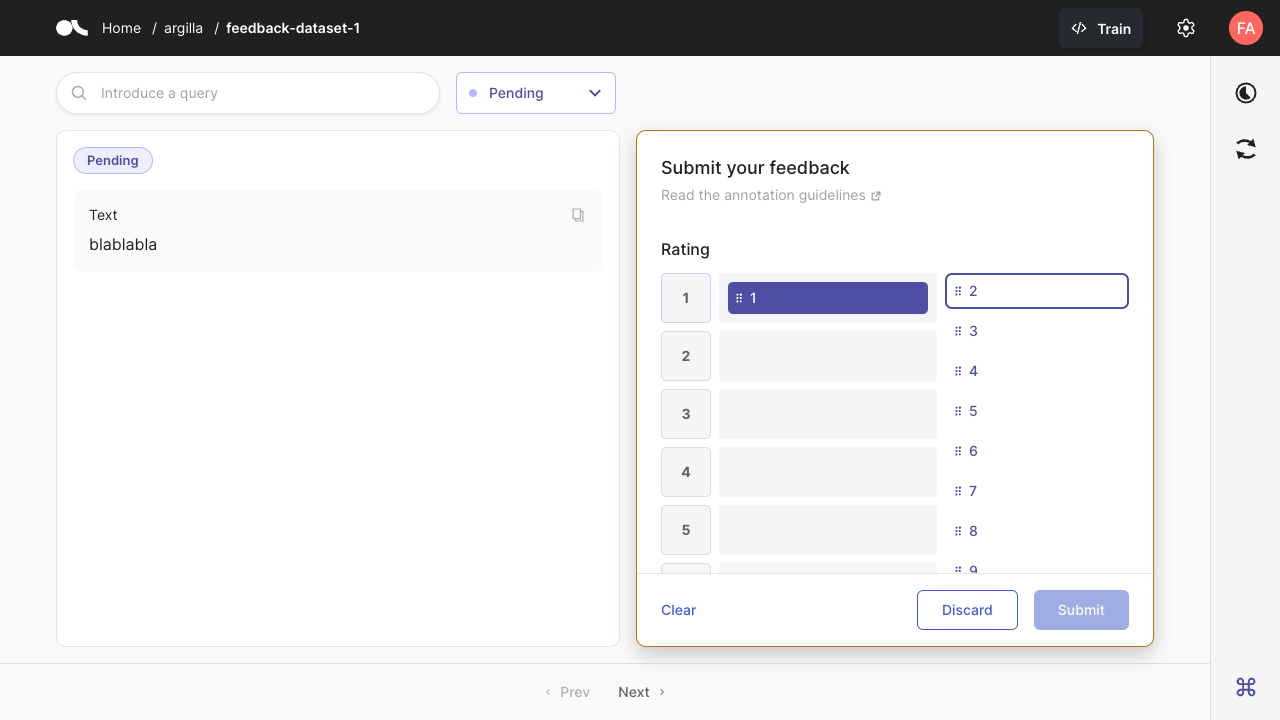 Home / argilla / feedback-dataset-1
Train
FA
Introduce a query
Pending
Pending
Text
blablabla
Submit your feedback
Read the annotation guidelines
Rating
1 1
2
3
4
5
2
3
4
5
6
7
8
9
Clear
Discard
Submit
Prev
Next